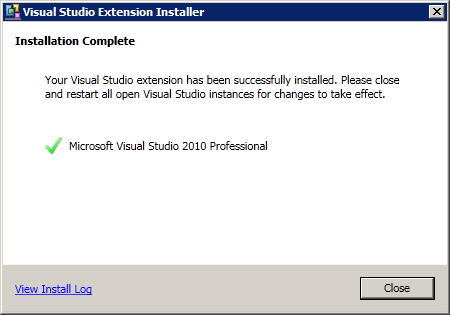 Visual Studio Extension Installer
Installation Complete
Your Visual Studio extension has been successfully installed. Please close
and restart all open Visual Studio instances for changes to take effect.
Microsoft Visual Studio 2010 Professional
View Install Log
Close